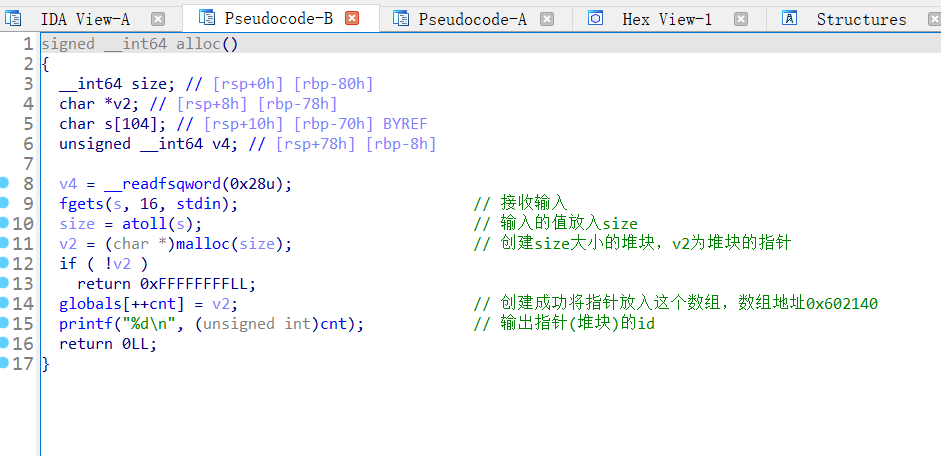 IDA View-A Pseudocode-B Pseudocode-A Hex View-1 Structures
1 signed __int64 alloc()
2 {
3   __int64 size; // [rsp+0h] [rbp-80h]
4   char *v2; // [rsp+8h] [rbp-78h]
5   char s[104]; // [rsp+10h] [rbp-70h] BYREF
6   unsigned __int64 v4; // [rsp+78h] [rbp-8h]
7
8   v4 = __readfsqword(0x28u);
9   fgets(s, 16, stdin); // 接收输入
10   size = atoll(s); // 输入的值放入size
11   v2 = (char *)malloc(size); // 创建size大小的堆块，v2为堆块的指针
12   if ( !v2 )
13     return 0xFFFFFFFFLL;
14   globals[++cnt] = v2; // 创建成功将指针放入这个数组，数组地址0x602140
15   printf("%d\n", (unsigned int)cnt); // 输出指针(堆块)的id
16   return 0LL;
17 }